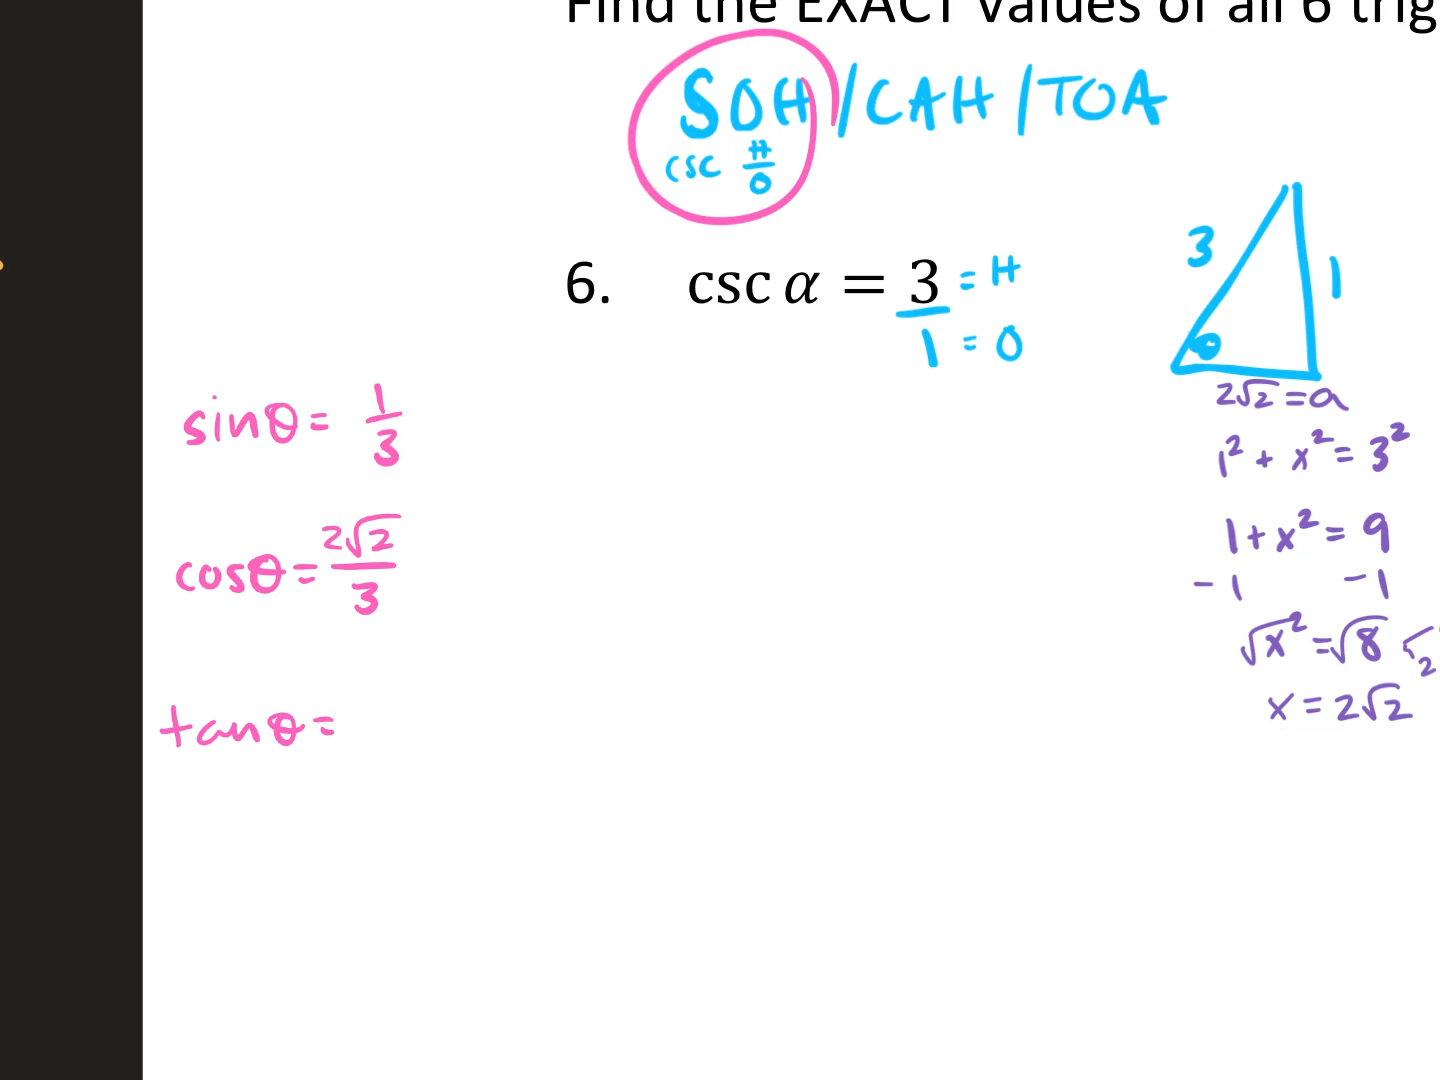 Find the EXACT values of all 6 trig
SOH / CAH / TOA
csc H/O
6. csc α = 3 = H
1 = O
3
1
θ
2√2 = a
1² + x² = 3²
1 + x² = 9
-1 -1
√x² = √8
2
x = 2√2
sinθ = 1/3
cosθ = 2√2/3
tanθ =